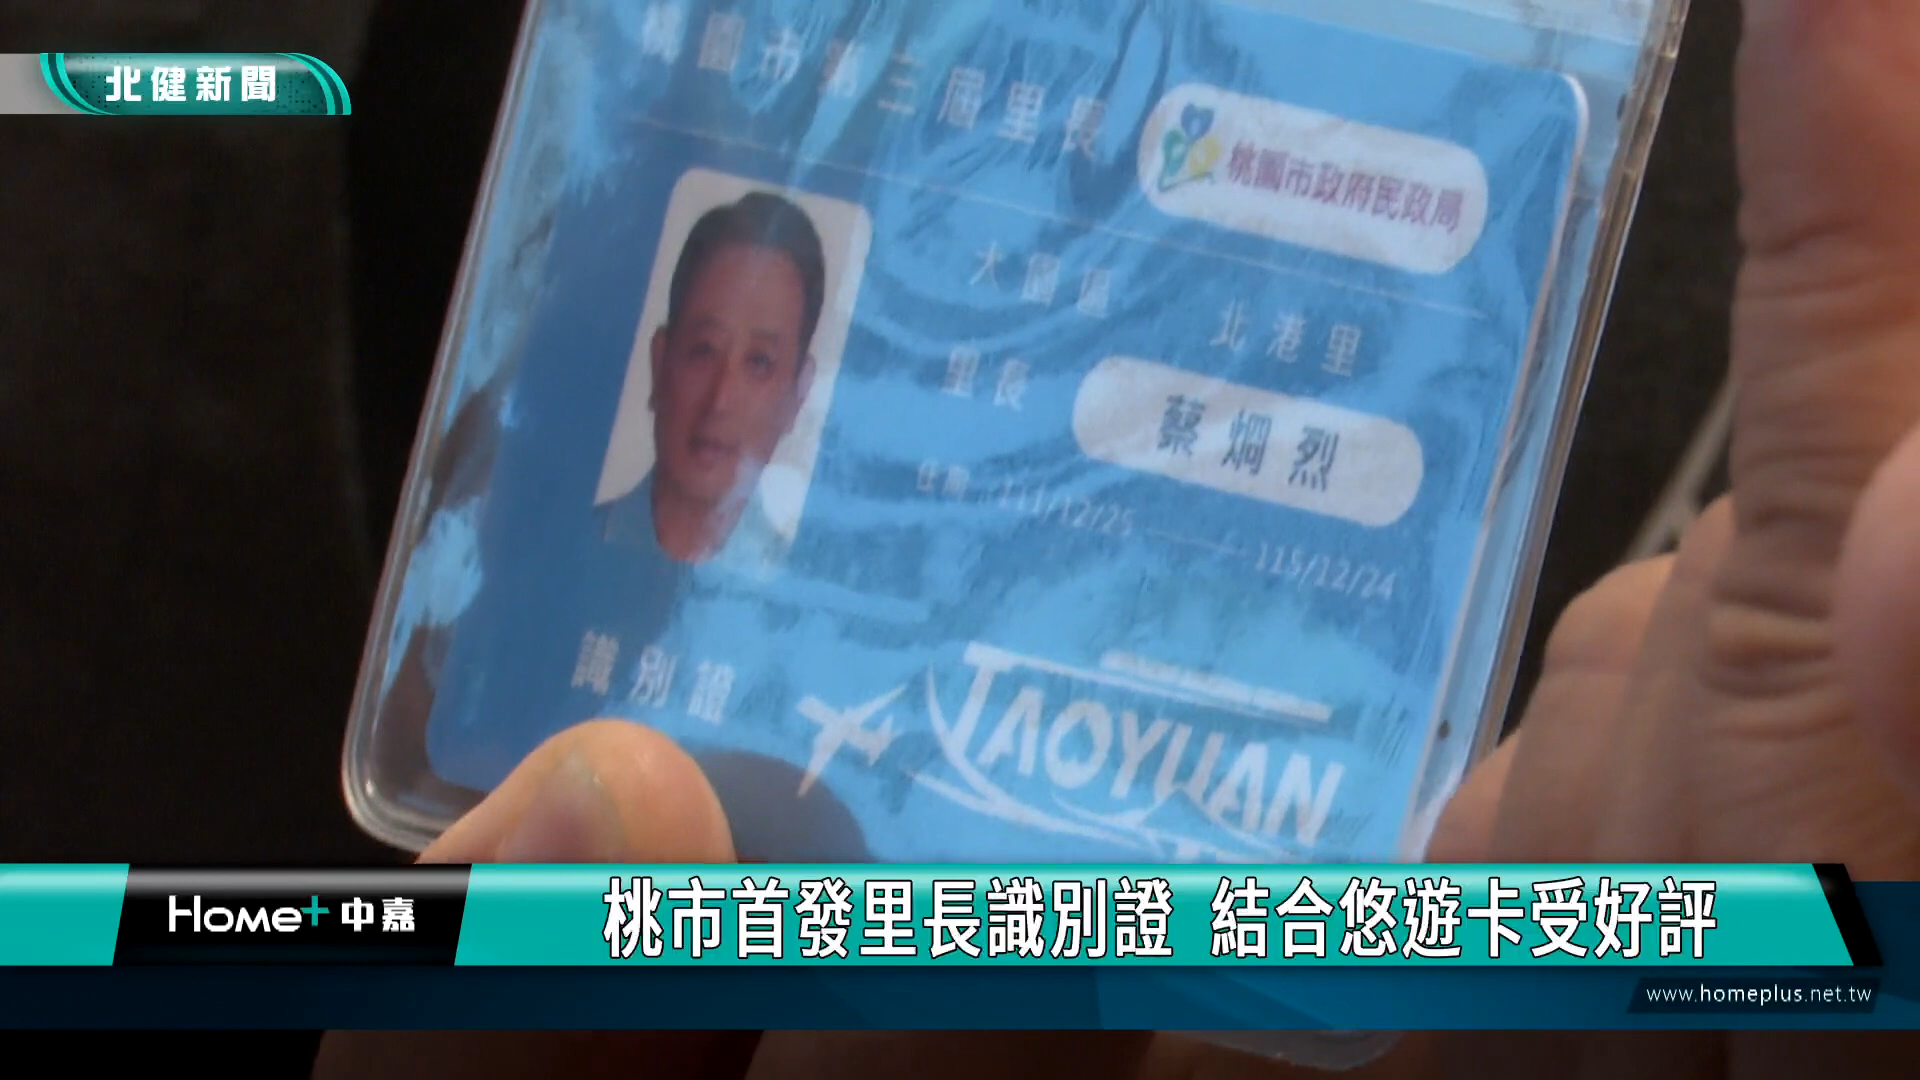 北健新聞
桃園市第三屆里長
桃園市政府民政局
大園區 北港里
里長 蔡烱烈
任期 111/12/25 — 115/12/24
識別證
TAOYUAN
Home+中嘉
桃市首發里長識別證 結合悠遊卡受好評
www.homeplus.net.tw